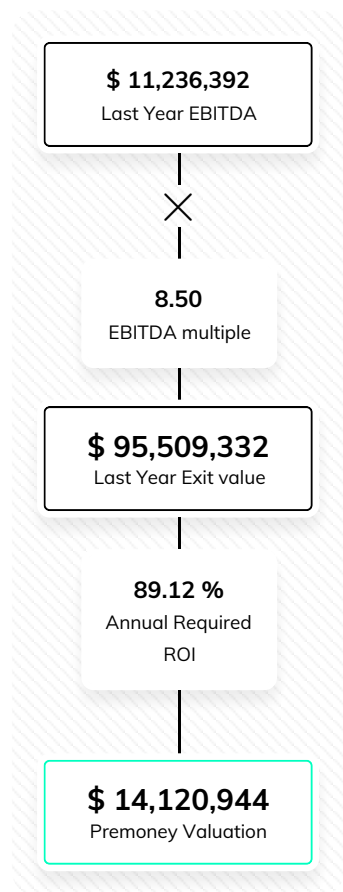 $ 11,236,392
Last Year EBITDA
8.50
EBITDA multiple
$ 95,509,332
Last Year Exit value
89.12 %
Annual Required
ROI
$ 14,120,944
Premoney Valuation